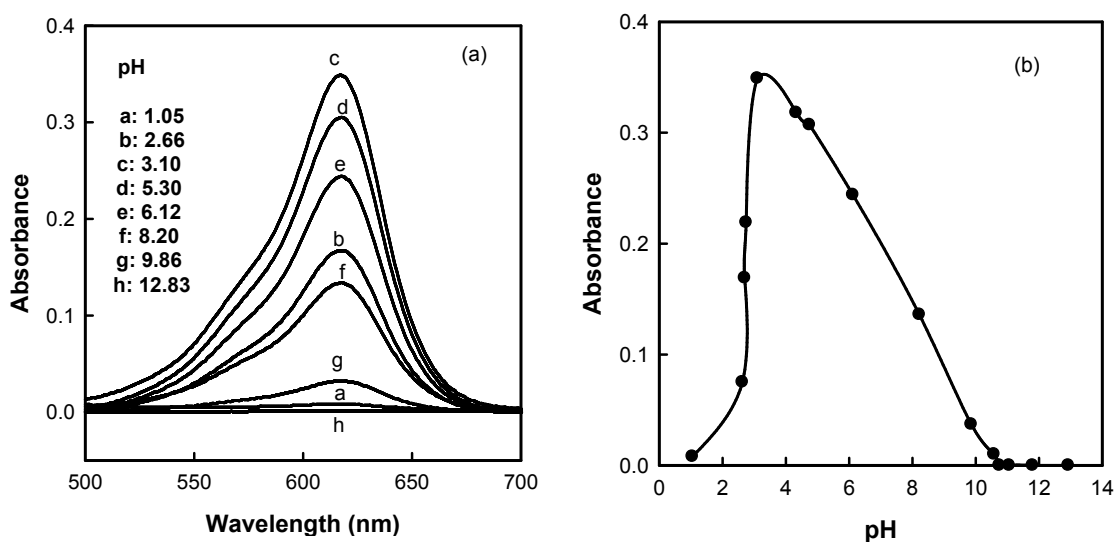 0.4
0.3
0.2
0.1
0.0
Absorbance
500
550
600
650
700
Wavelength (nm)
(a)
pH
a: 1.05
b: 2.66
c: 3.10
d: 5.30
e: 6.12
f: 8.20
g: 9.86
h: 12.83
c
d
e
b
f
g
a
h
0.4
0.3
0.2
0.1
0.0
Absorbance
0
2
4
6
8
10
12
14
pH
(b)